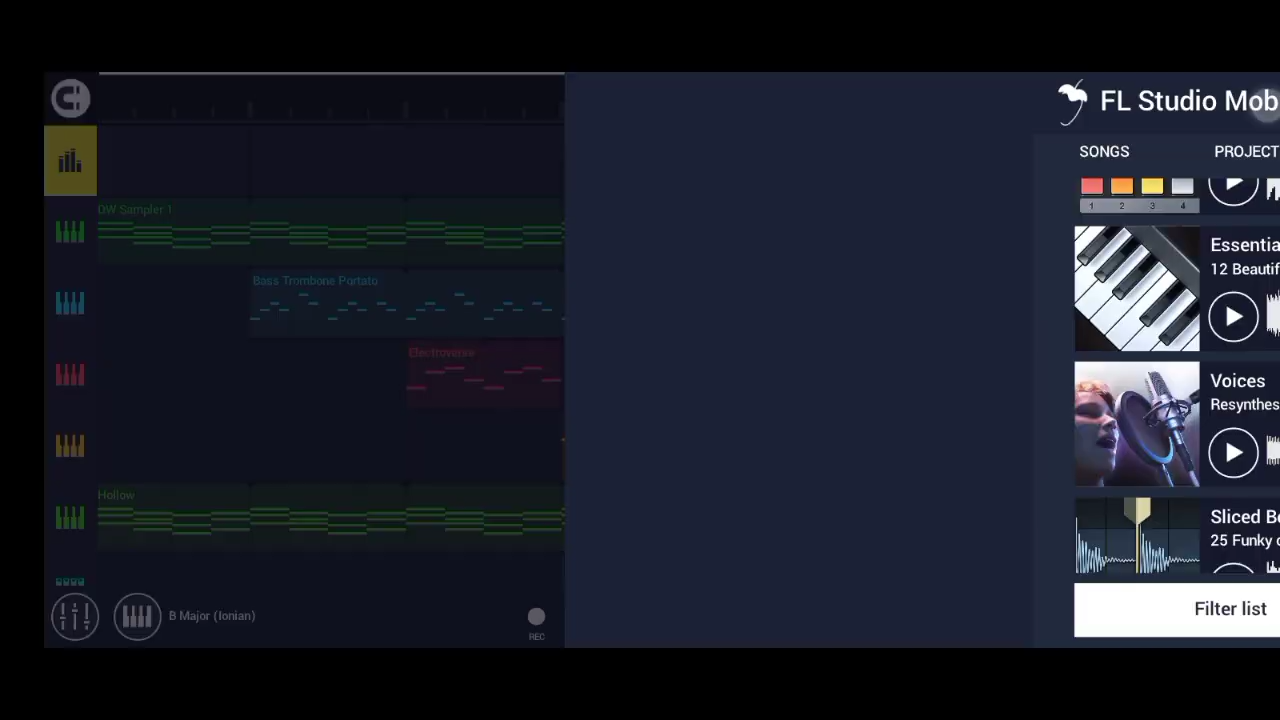 DW Sampler 1
Bass Trombone Portato
Electroverse
Hollow
B Major (Ionian)
REC
FL Studio Mob
SONGS
PROJECT
1 2 3 4
Essentia
12 Beautif
Voices
Resynthes
Sliced Be
25 Funky
Filter list